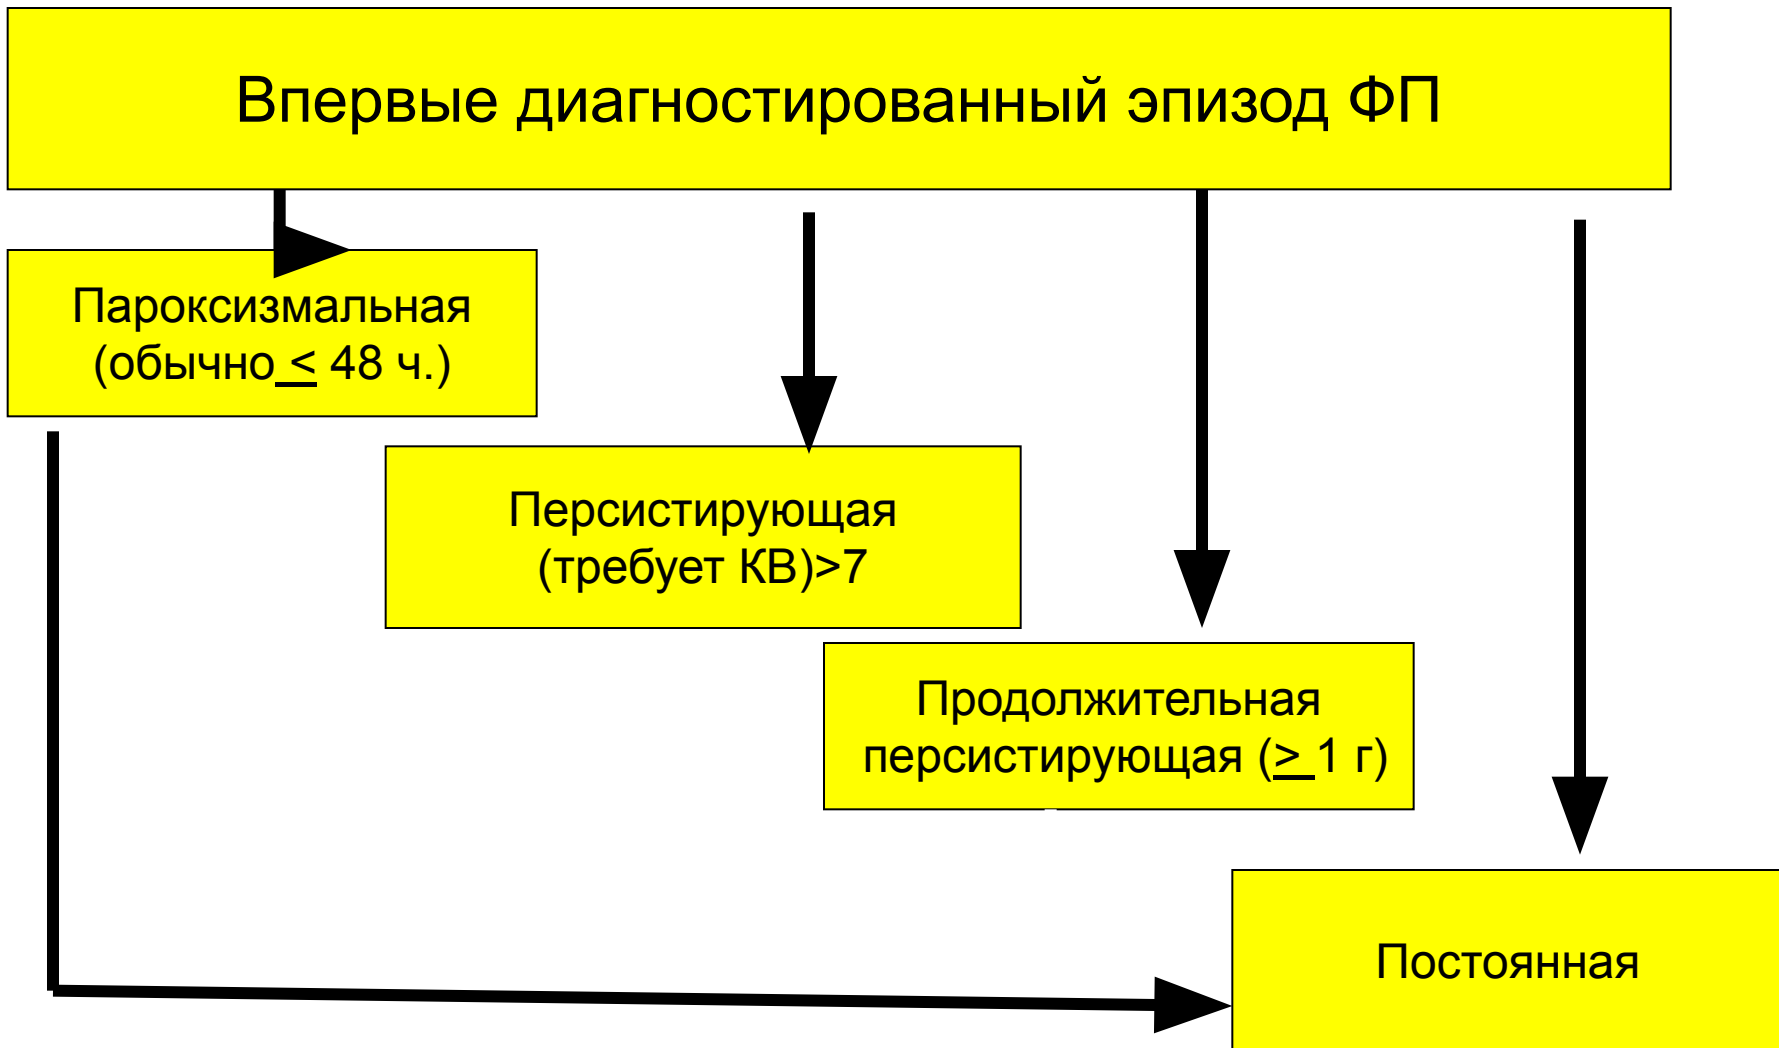 Впервые диагностированный эпизод ФП
Пароксизмальная
(обычно ≤ 48 ч.)
Персистирующая
(требует КВ)>7
Продолжительная
персистирующая (≥ 1 г)
Постоянная